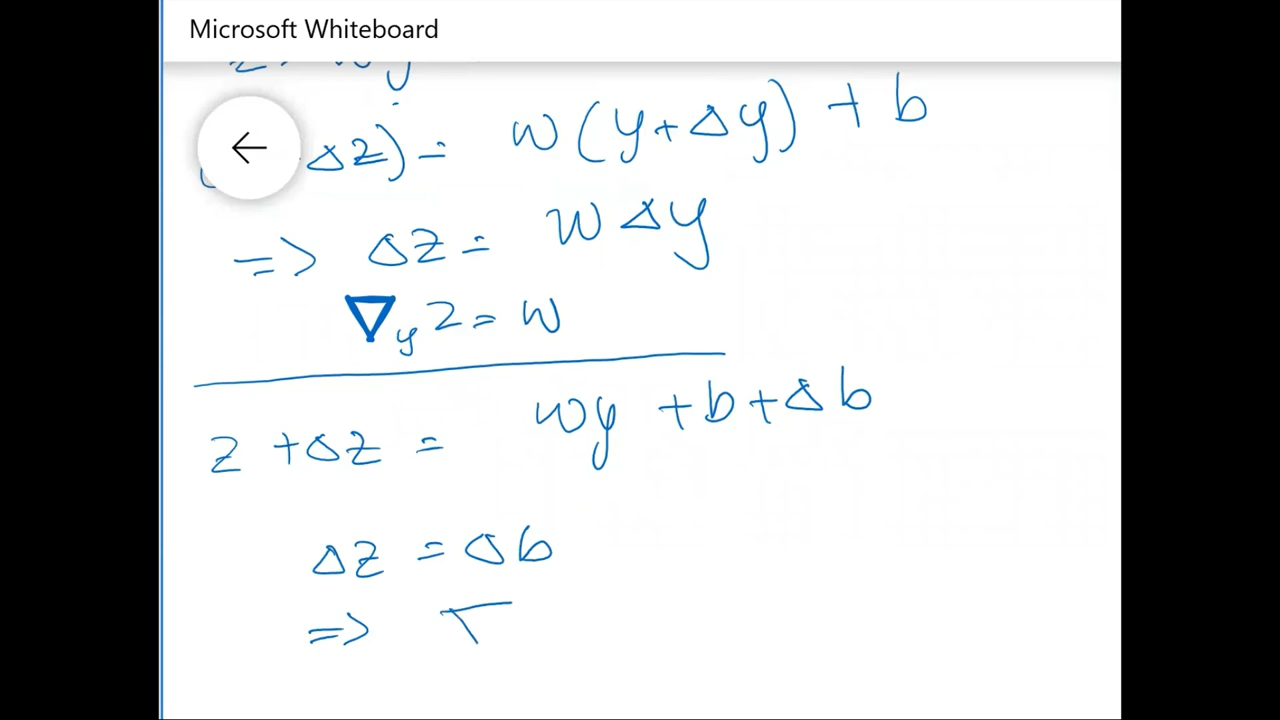 Microsoft Whiteboard
Δz) = w(y+Δy) + b
=> Δz = wΔy
∇y z = w
z + Δz = wy + b + Δb
Δz = Δb
=>